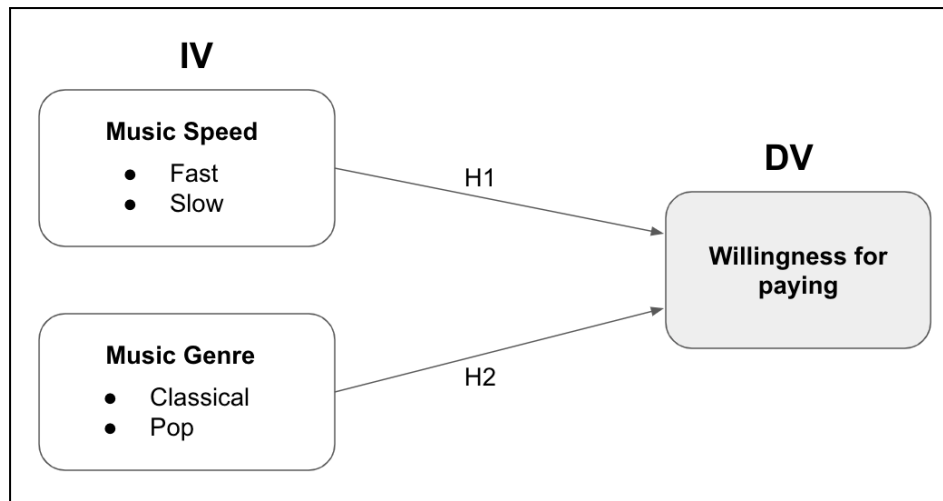 IV
Music Speed
● Fast
● Slow
H1
DV
Willingness for
paying
Music Genre
● Classical
● Pop
H2